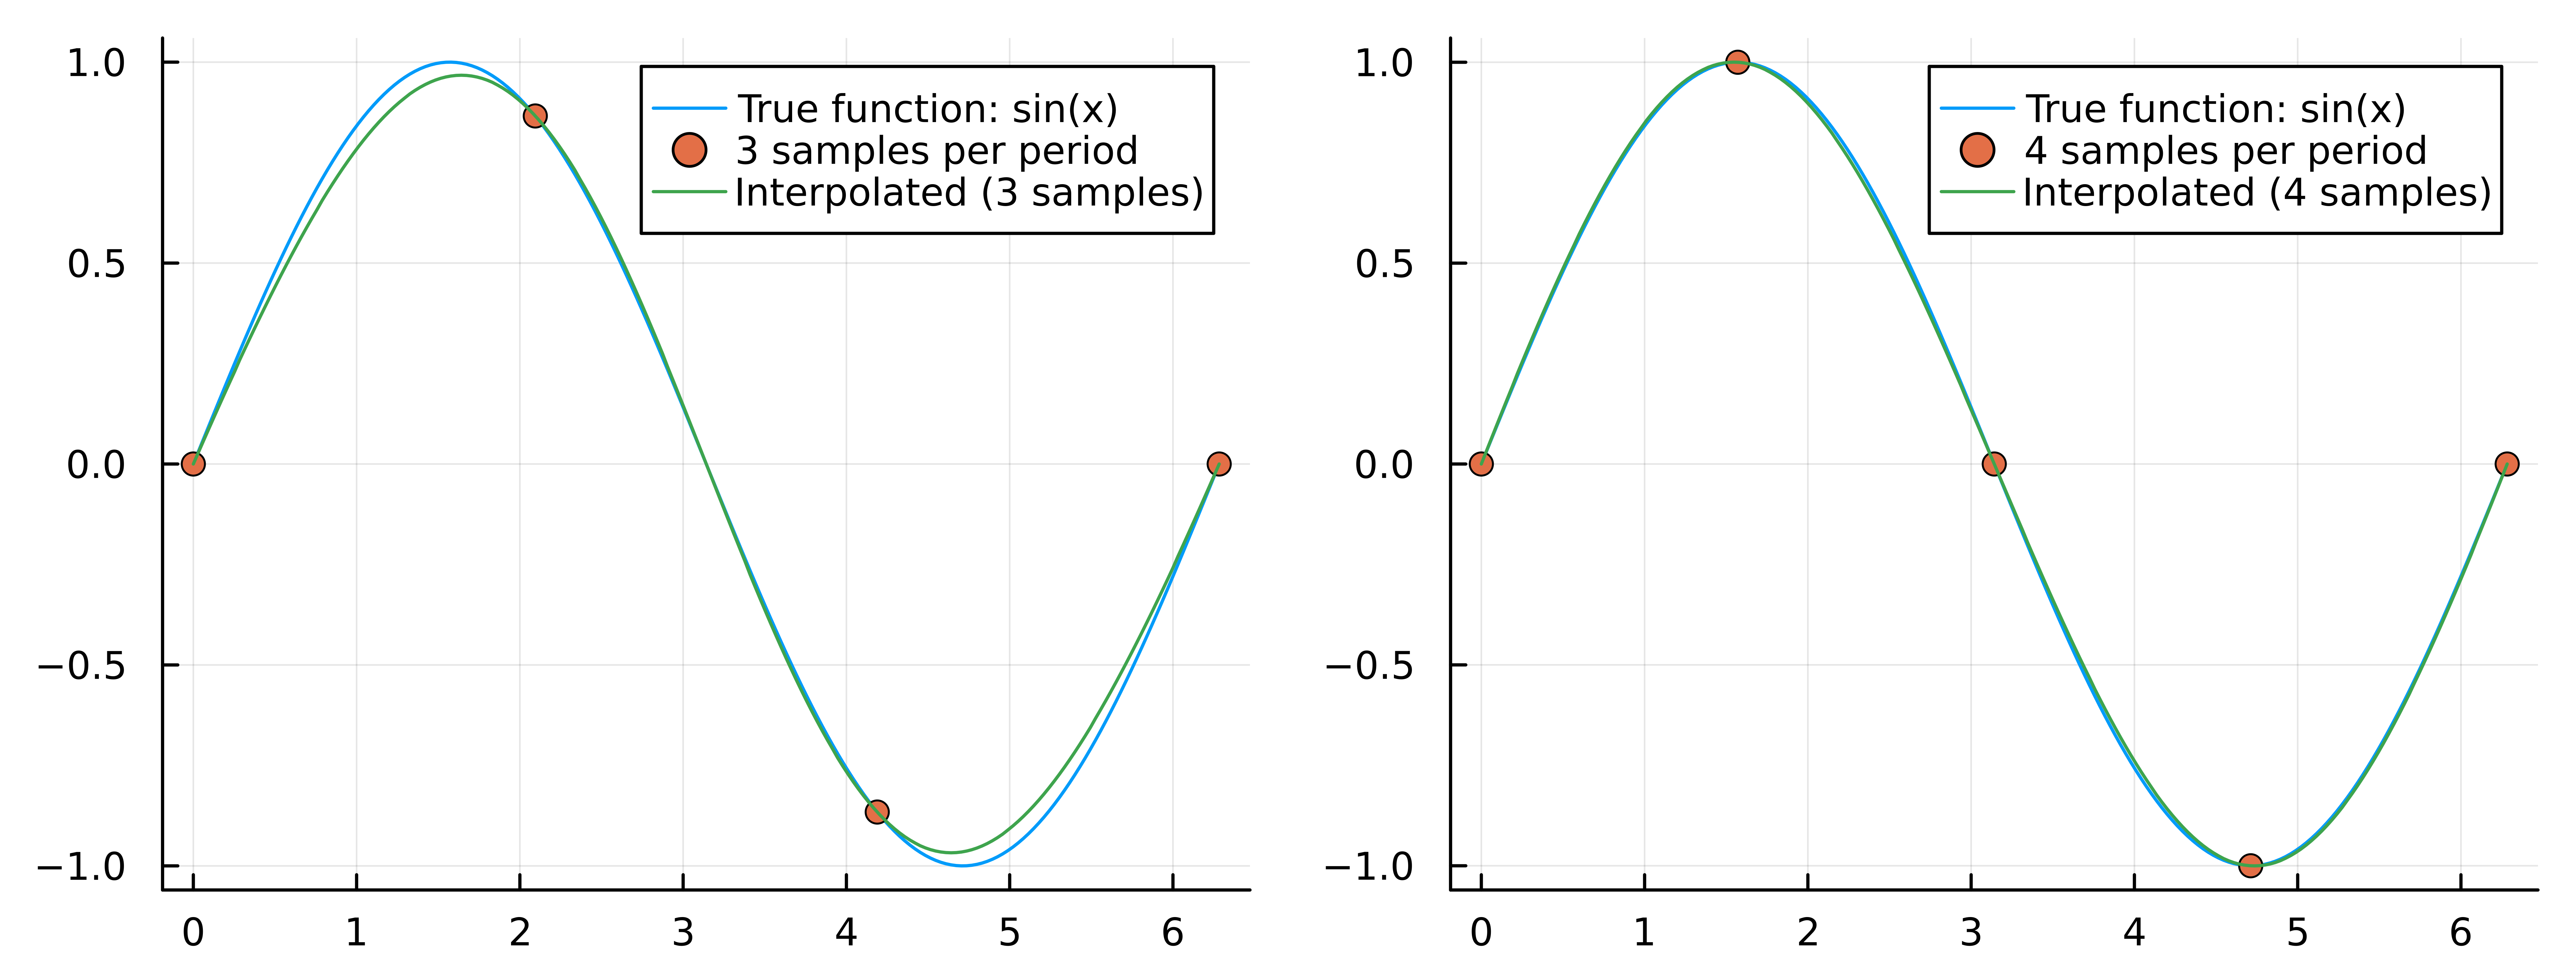 1.0
0.5
0.0
−0.5
−1.0
0 1 2 3 4 5 6
True function: sin(x)
3 samples per period
Interpolated (3 samples)
1.0
0.5
0.0
−0.5
−1.0
0 1 2 3 4 5 6
True function: sin(x)
4 samples per period
Interpolated (4 samples)